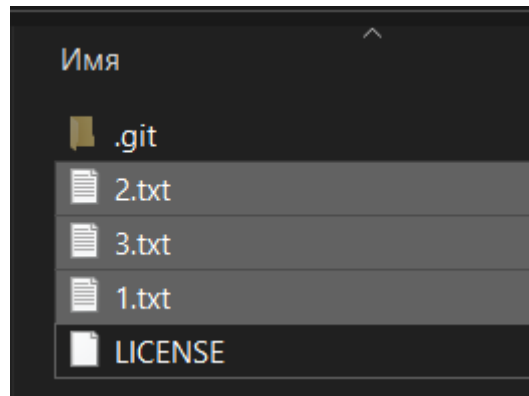 Имя
.git
2.txt
3.txt
1.txt
LICENSE